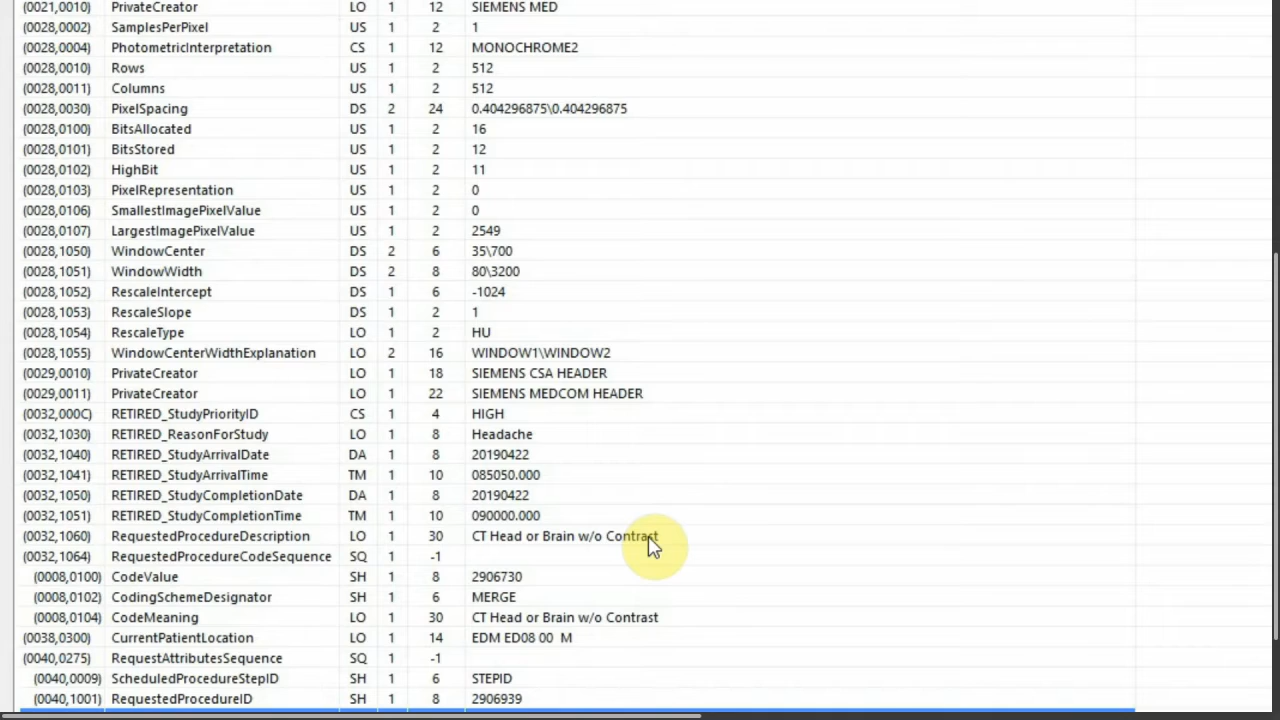 (0021,0010) PrivateCreator LO 1 12 SIEMENS MED
(0028,0002) SamplesPerPixel US 1 2 1
(0028,0004) PhotometricInterpretation CS 1 12 MONOCHROME2
(0028,0010) Rows US 1 2 512
(0028,0011) Columns US 1 2 512
(0028,0030) PixelSpacing DS 2 24 0.404296875\0.404296875
(0028,0100) BitsAllocated US 1 2 16
(0028,0101) BitsStored US 1 2 12
(0028,0102) HighBit US 1 2 11
(0028,0103) PixelRepresentation US 1 2 0
(0028,0106) SmallestImagePixelValue US 1 2 0
(0028,0107) LargestImagePixelValue US 1 2 2549
(0028,1050) WindowCenter DS 2 6 35\700
(0028,1051) WindowWidth DS 2 8 80\3200
(0028,1052) RescaleIntercept DS 1 6 -1024
(0028,1053) RescaleSlope DS 1 2 1
(0028,1054) RescaleType LO 1 2 HU
(0028,1055) WindowCenterWidthExplanation LO 2 16 WINDOW1\WINDOW2
(0029,0010) PrivateCreator LO 1 18 SIEMENS CSA HEADER
(0029,0011) PrivateCreator LO 1 22 SIEMENS MEDCOM HEADER
(0032,000C) RETIRED_StudyPriorityID CS 1 4 HIGH
(0032,1030) RETIRED_ReasonForStudy LO 1 8 Headache
(0032,1040) RETIRED_StudyArrivalDate DA 1 8 20190422
(0032,1041) RETIRED_StudyArrivalTime TM 1 10 085050.000
(0032,1050) RETIRED_StudyCompletionDate DA 1 8 20190422
(0032,1051) RETIRED_StudyCompletionTime TM 1 10 090000.000
(0032,1060) RequestedProcedureDescription LO 1 30 CT Head or Brain w/o Contrast
(0032,1064) RequestedProcedureCodeSequence SQ 1 -1
(0008,0100) CodeValue SH 1 8 2906730
(0008,0102) CodingSchemeDesignator SH 1 6 MERGE
(0008,0104) CodeMeaning LO 1 30 CT Head or Brain w/o Contrast
(0038,0300) CurrentPatientLocation LO 1 14 EDM ED08 00 M
(0040,0275) RequestAttributesSequence SQ 1 -1
(0040,0009) ScheduledProcedureStepID SH 1 6 STEPID
(0040,1001) RequestedProcedureID SH 1 8 2906939